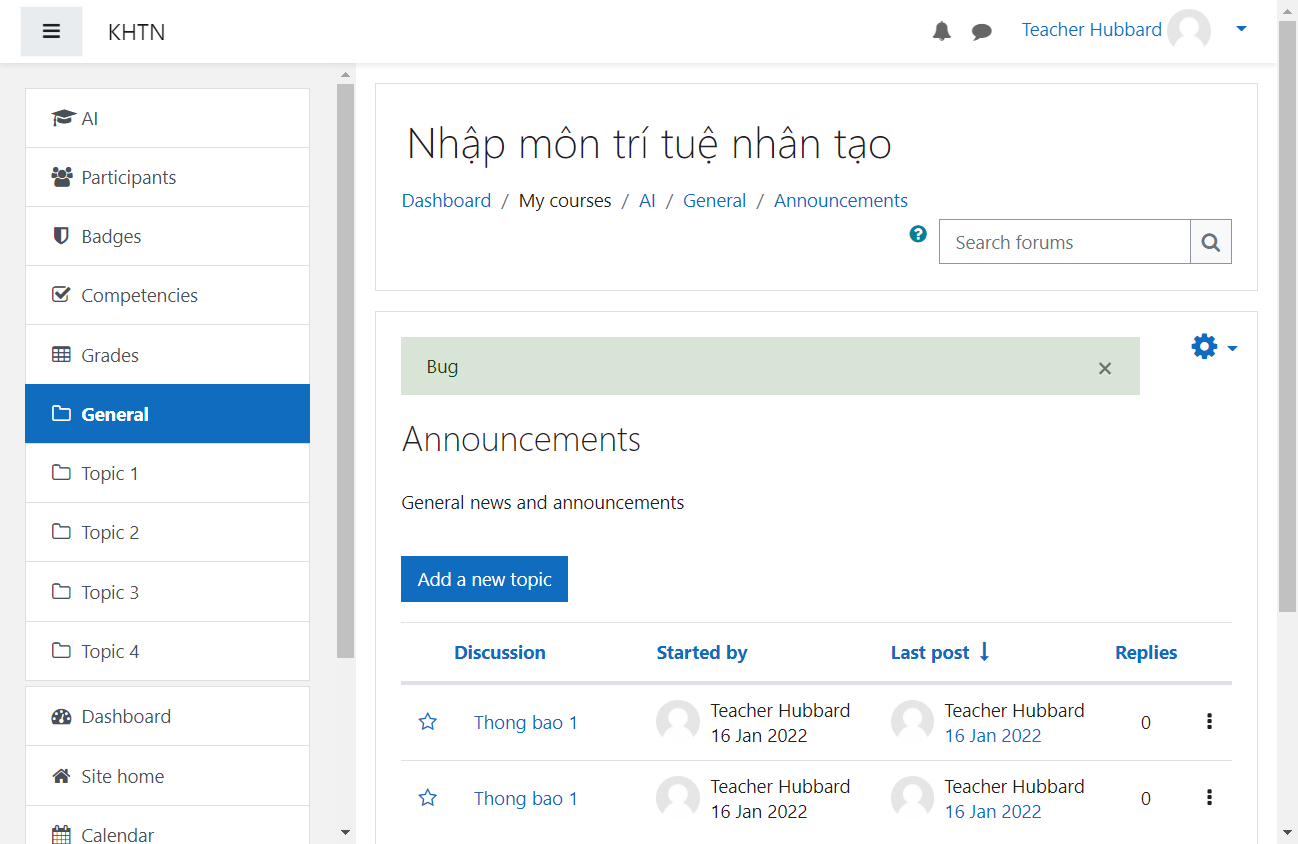 KHTN
Teacher Hubbard
AI
Participants
Badges
Competencies
Grades
General
Topic 1
Topic 2
Topic 3
Topic 4
Dashboard
Site home
Calendar
Nhập môn trí tuệ nhân tạo
Dashboard / My courses / AI / General / Announcements
Search forums
Bug ×
Announcements
General news and announcements
Add a new topic
Discussion Started by Last post ↓ Replies
Thong bao 1 Teacher Hubbard 16 Jan 2022 Teacher Hubbard 16 Jan 2022 0
Thong bao 1 Teacher Hubbard 16 Jan 2022 Teacher Hubbard 16 Jan 2022 0